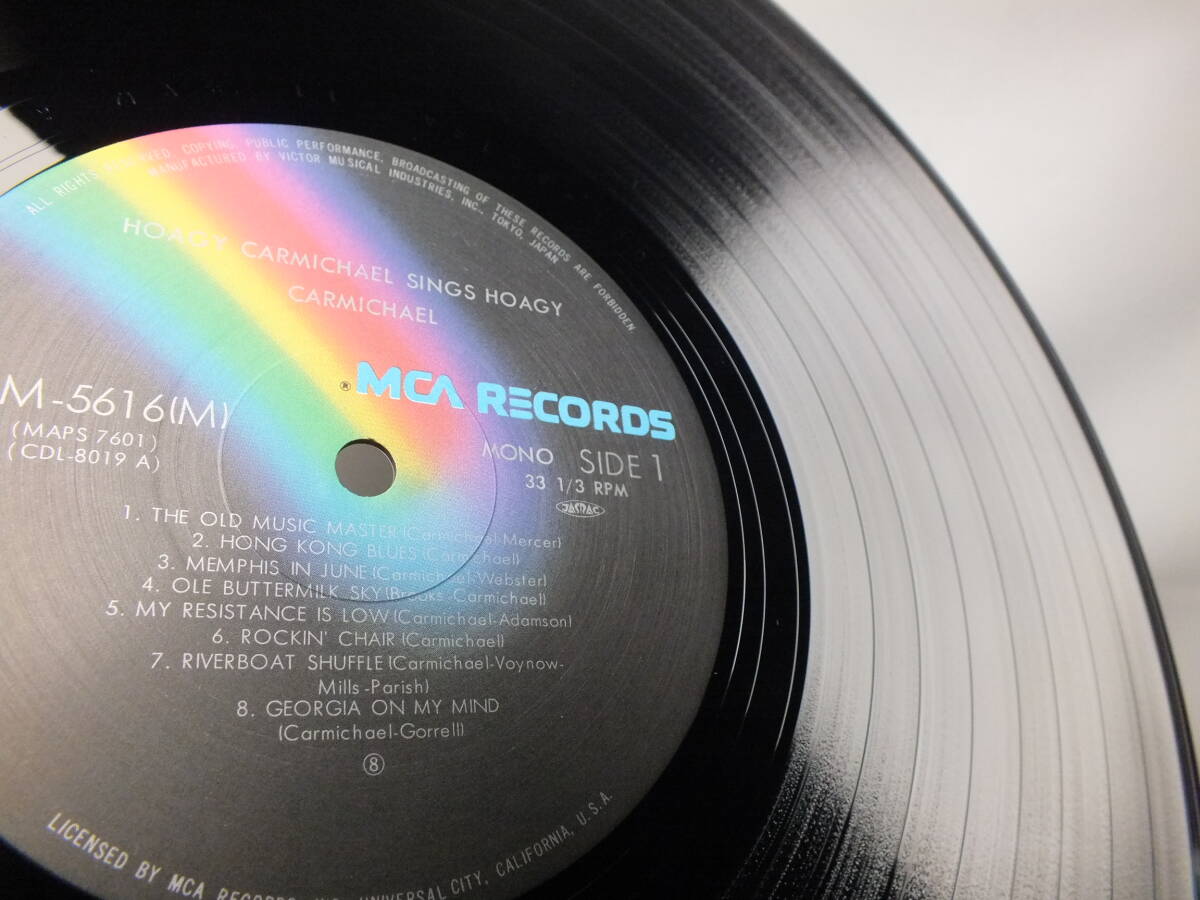 ALL RIGHTS RESERVED. COPYING, PUBLIC PERFORMANCE, BROADCASTING OF THESE RECORDS ARE FORBIDDEN.
MANUFACTURED BY VICTOR MUSICAL INDUSTRIES, INC., TOKYO, JAPAN
HOAGY CARMICHAEL SINGS HOAGY
CARMICHAEL
® MCA RECORDS
M-5616(M)
(MAPS 7601)
(CDL-8019 A)
MONO SIDE 1
33 1/3 RPM
JASRAC
1. THE OLD MUSIC MASTER (Carmichael-Mercer)
2. HONG KONG BLUES (Carmichael)
3. MEMPHIS IN JUNE (Carmichael-Webster)
4. OLE BUTTERMILK SKY (Brooks-Carmichael)
5. MY RESISTANCE IS LOW (Carmichael-Adamson)
6. ROCKIN' CHAIR (Carmichael)
7. RIVERBOAT SHUFFLE (Carmichael-Voynow-
Mills-Parish)
8. GEORGIA ON MY MIND
(Carmichael-Gorrell)
⑧
LICENSED BY MCA RECORDS, UNIVERSAL CITY, CALIFORNIA, U.S.A.